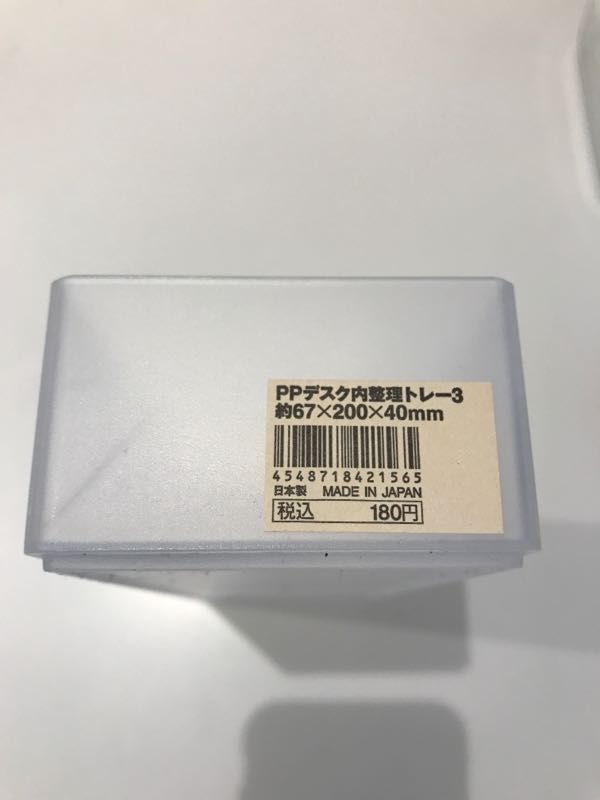 PPデスク内整理トレー3
約67×200×40mm
4548718421565
日本製 MADE IN JAPAN
税込 180円